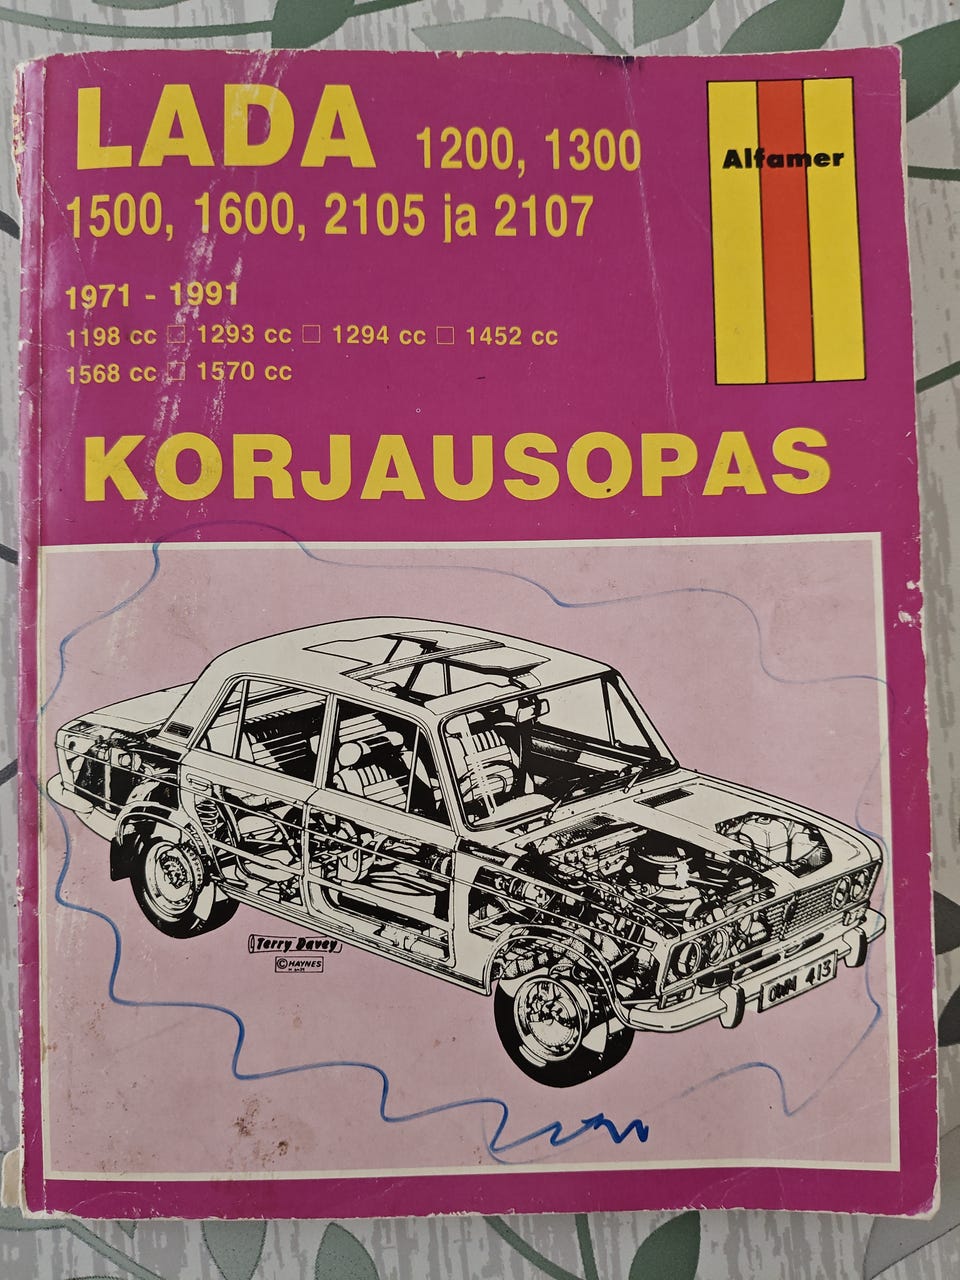 LADA 1200, 1300
1500, 1600, 2105 ja 2107
1971 - 1991
1198 cc □ 1293 cc □ 1294 cc □ 1452 cc
1568 cc □ 1570 cc
Alfamer
KORJAUSOPAS
Terry Davey
© HAYNES
413